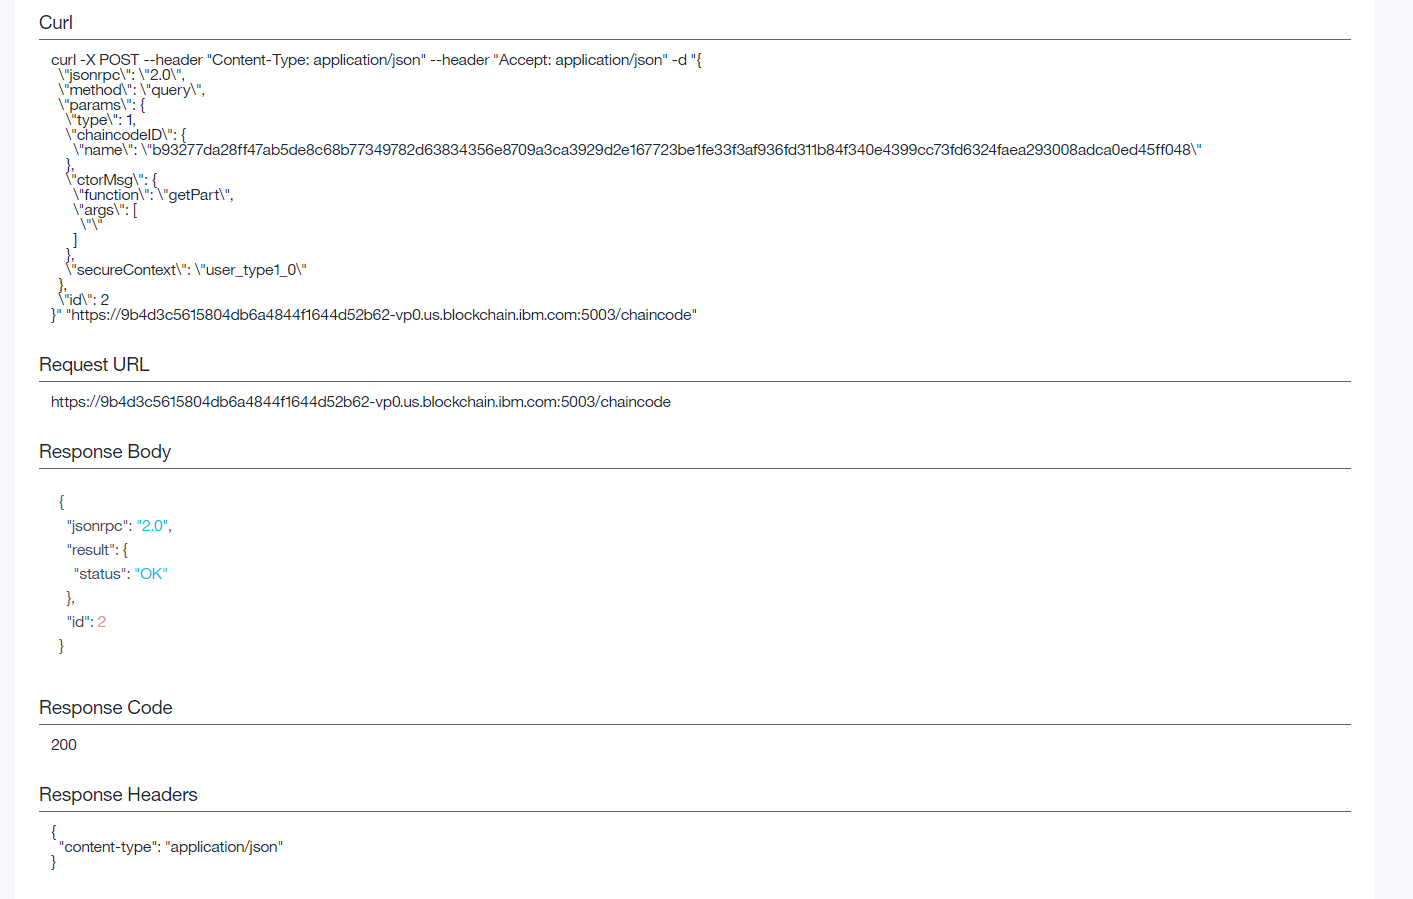 Curl
curl -X POST --header "Content-Type: application/json" --header "Accept: application/json" -d "{
\"jsonrpc\": \"2.0\",
\"method\": \"query\",
\"params\": {
\"type\": 1,
\"chaincodeID\": {
\"name\": \"b93277da28ff47ab5de8c68b77349782d63834356e8709a3ca3929d2e167723be1fe33f3af936fd311b84f340e4399cc73fd6324faea293008adca0ed45ff048\"
},
\"ctorMsg\": {
\"function\": \"getPart\",
\"args\": [
\"\"
]
},
\"secureContext\": \"user_type1_0\"
},
\"id\": 2
}" "https://9b4d3c5615804db6a4844f1644d52b62-vp0.us.blockchain.ibm.com:5003/chaincode"
Request URL
https://9b4d3c5615804db6a4844f1644d52b62-vp0.us.blockchain.ibm.com:5003/chaincode
Response Body
{
"jsonrpc": "2.0",
"result": {
"status": "OK"
},
"id": 2
}
Response Code
200
Response Headers
{
"content-type": "application/json"
}